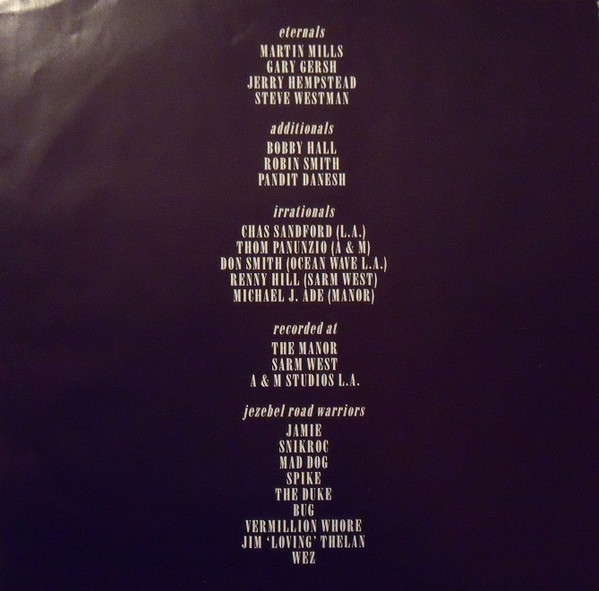 eternals
MARTIN MILLS
GARY GERSH
JERRY HEMPSTEAD
STEVE WESTMAN
additionals
BOBBY HALL
ROBIN SMITH
PANDIT DANESH
irrationals
CHAS SANDFORD (L.A.)
THOM PANUNZIO (A & M)
DON SMITH (OCEAN WAVE L.A.)
RENNY HILL (SARM WEST)
MICHAEL J. ADE (MANOR)
recorded at
THE MANOR
SARM WEST
A & M STUDIOS L.A.
jezebel road warriors
JAMIE
SNIKROC
MAD DOG
SPIKE
THE DUKE
BUG
VERMILLION WHORE
JIM ‘LOVING’ THELAN
WEZ